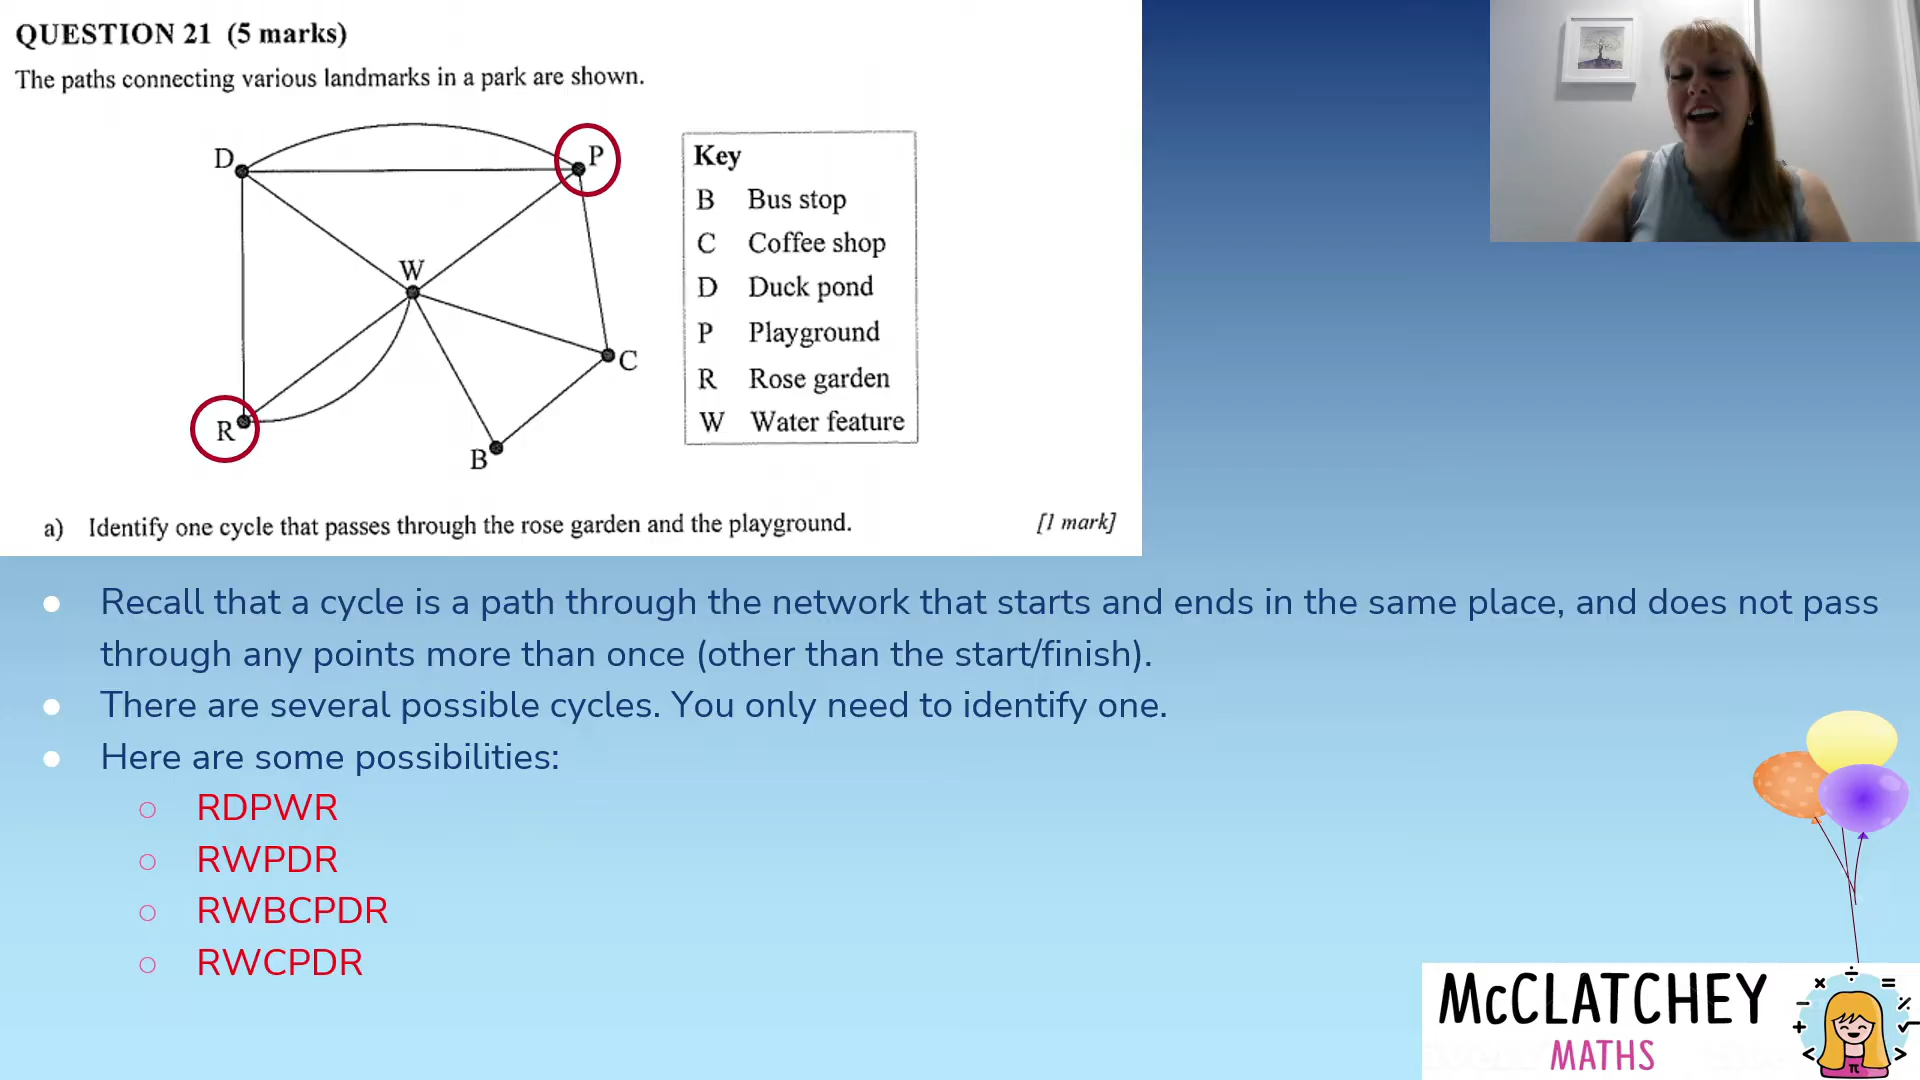 QUESTION 21 (5 marks)
The paths connecting various landmarks in a park are shown.
D
P
W
C
R
B
Key
B Bus stop
C Coffee shop
D Duck pond
P Playground
R Rose garden
W Water feature
a) Identify one cycle that passes through the rose garden and the playground. [1 mark]
● Recall that a cycle is a path through the network that starts and ends in the same place, and does not pass
through any points more than once (other than the start/finish).
● There are several possible cycles. You only need to identify one.
● Here are some possibilities:
○ RDPWR
○ RWPDR
○ RWBCPDR
○ RWCPDR
McCLATCHEY
MATHS